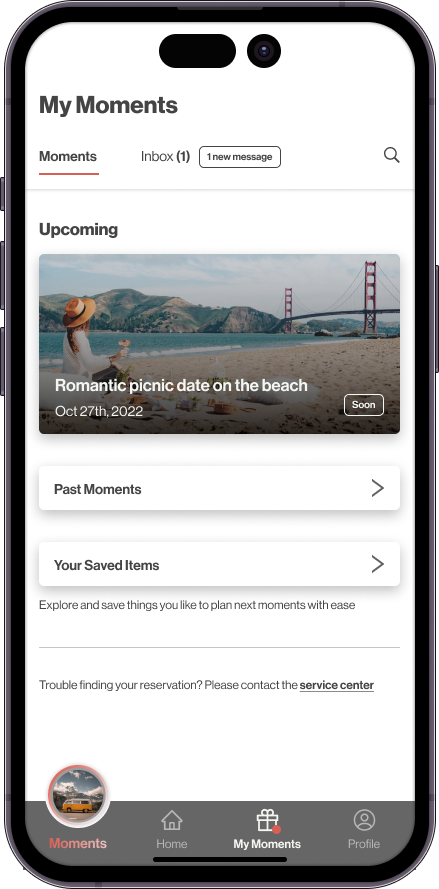 My Moments
Moments
Inbox (1)
1 new message
Upcoming
Romantic picnic date on the beach
Oct 27th, 2022
Soon
Past Moments
Your Saved Items
Explore and save things you like to plan next moments with ease
Trouble finding your reservation? Please contact the service center
Moments
Home
My Moments
Profile